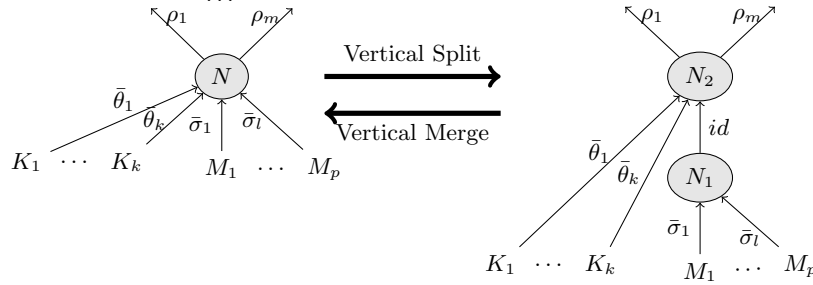 ...
ρ1 ρm
N
θ̄1 θ̄k σ̄1 σ̄l
K1 ··· Kk M1 ··· Mp
Vertical Split
Vertical Merge
ρ1 ρm
N2
θ̄1 θ̄k id
N1
σ̄1 σ̄l
K1 ··· Kk M1 ··· Mp